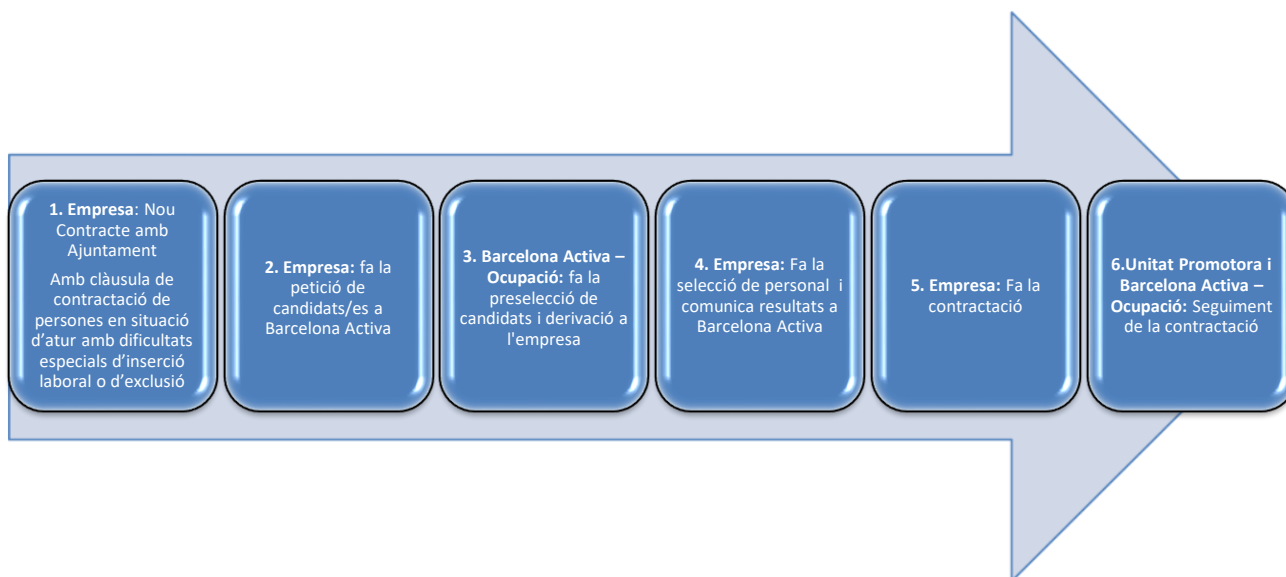 1. Empresa: Nou
Contracte amb
Ajuntament
Amb clàusula de
contractació de
persones en situació
d'atur amb dificultats
especials d'inserció
laboral o d'exclusió
2. Empresa: fa la
petició de
candidats/es a
Barcelona Activa
3. Barcelona Activa –
Ocupació: fa la
preselecció de
candidats i derivació a
l'empresa
4. Empresa: Fa la
selecció de personal i
comunica resultats a
Barcelona Activa
5. Empresa: Fa la
contractació
6.Unitat Promotora i
Barcelona Activa –
Ocupació: Seguiment
de la contractació